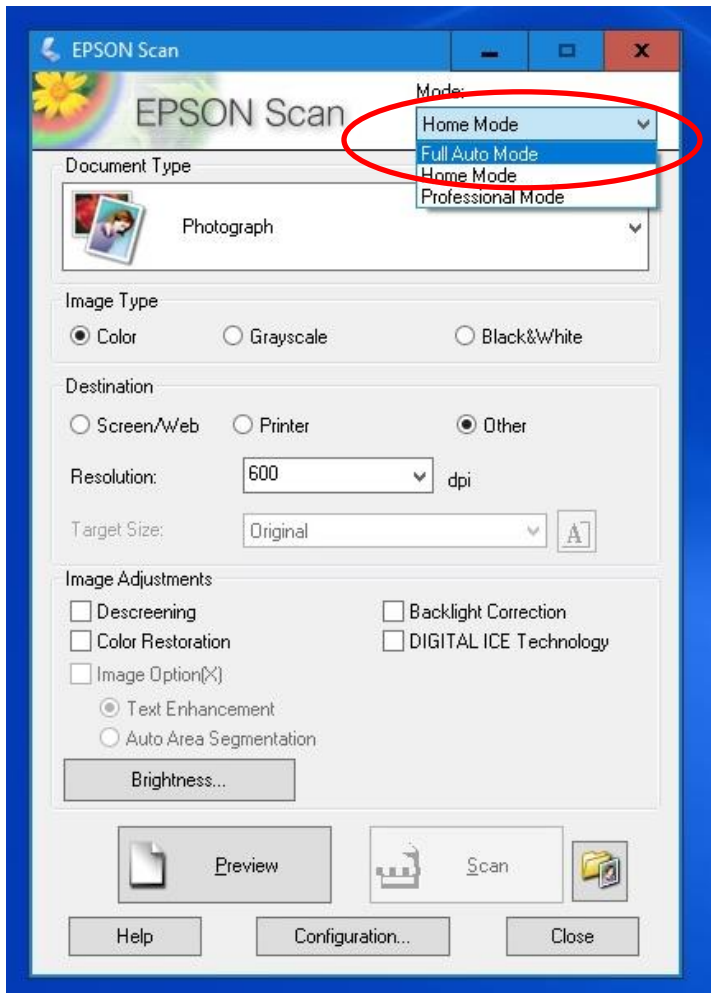 EPSON Scan
EPSON Scan
Mode:
Home Mode
Full Auto Mode
Home Mode
Professional Mode
Document Type
Photograph
Image Type
Color Grayscale Black&White
Destination
Screen/Web Printer Other
Resolution: 600 dpi
Target Size: Original A
Image Adjustments
Descreening Backlight Correction
Color Restoration DIGITAL ICE Technology
Image Option(X)
Text Enhancement
Auto Area Segmentation
Brightness...
Preview Scan
Help Configuration... Close